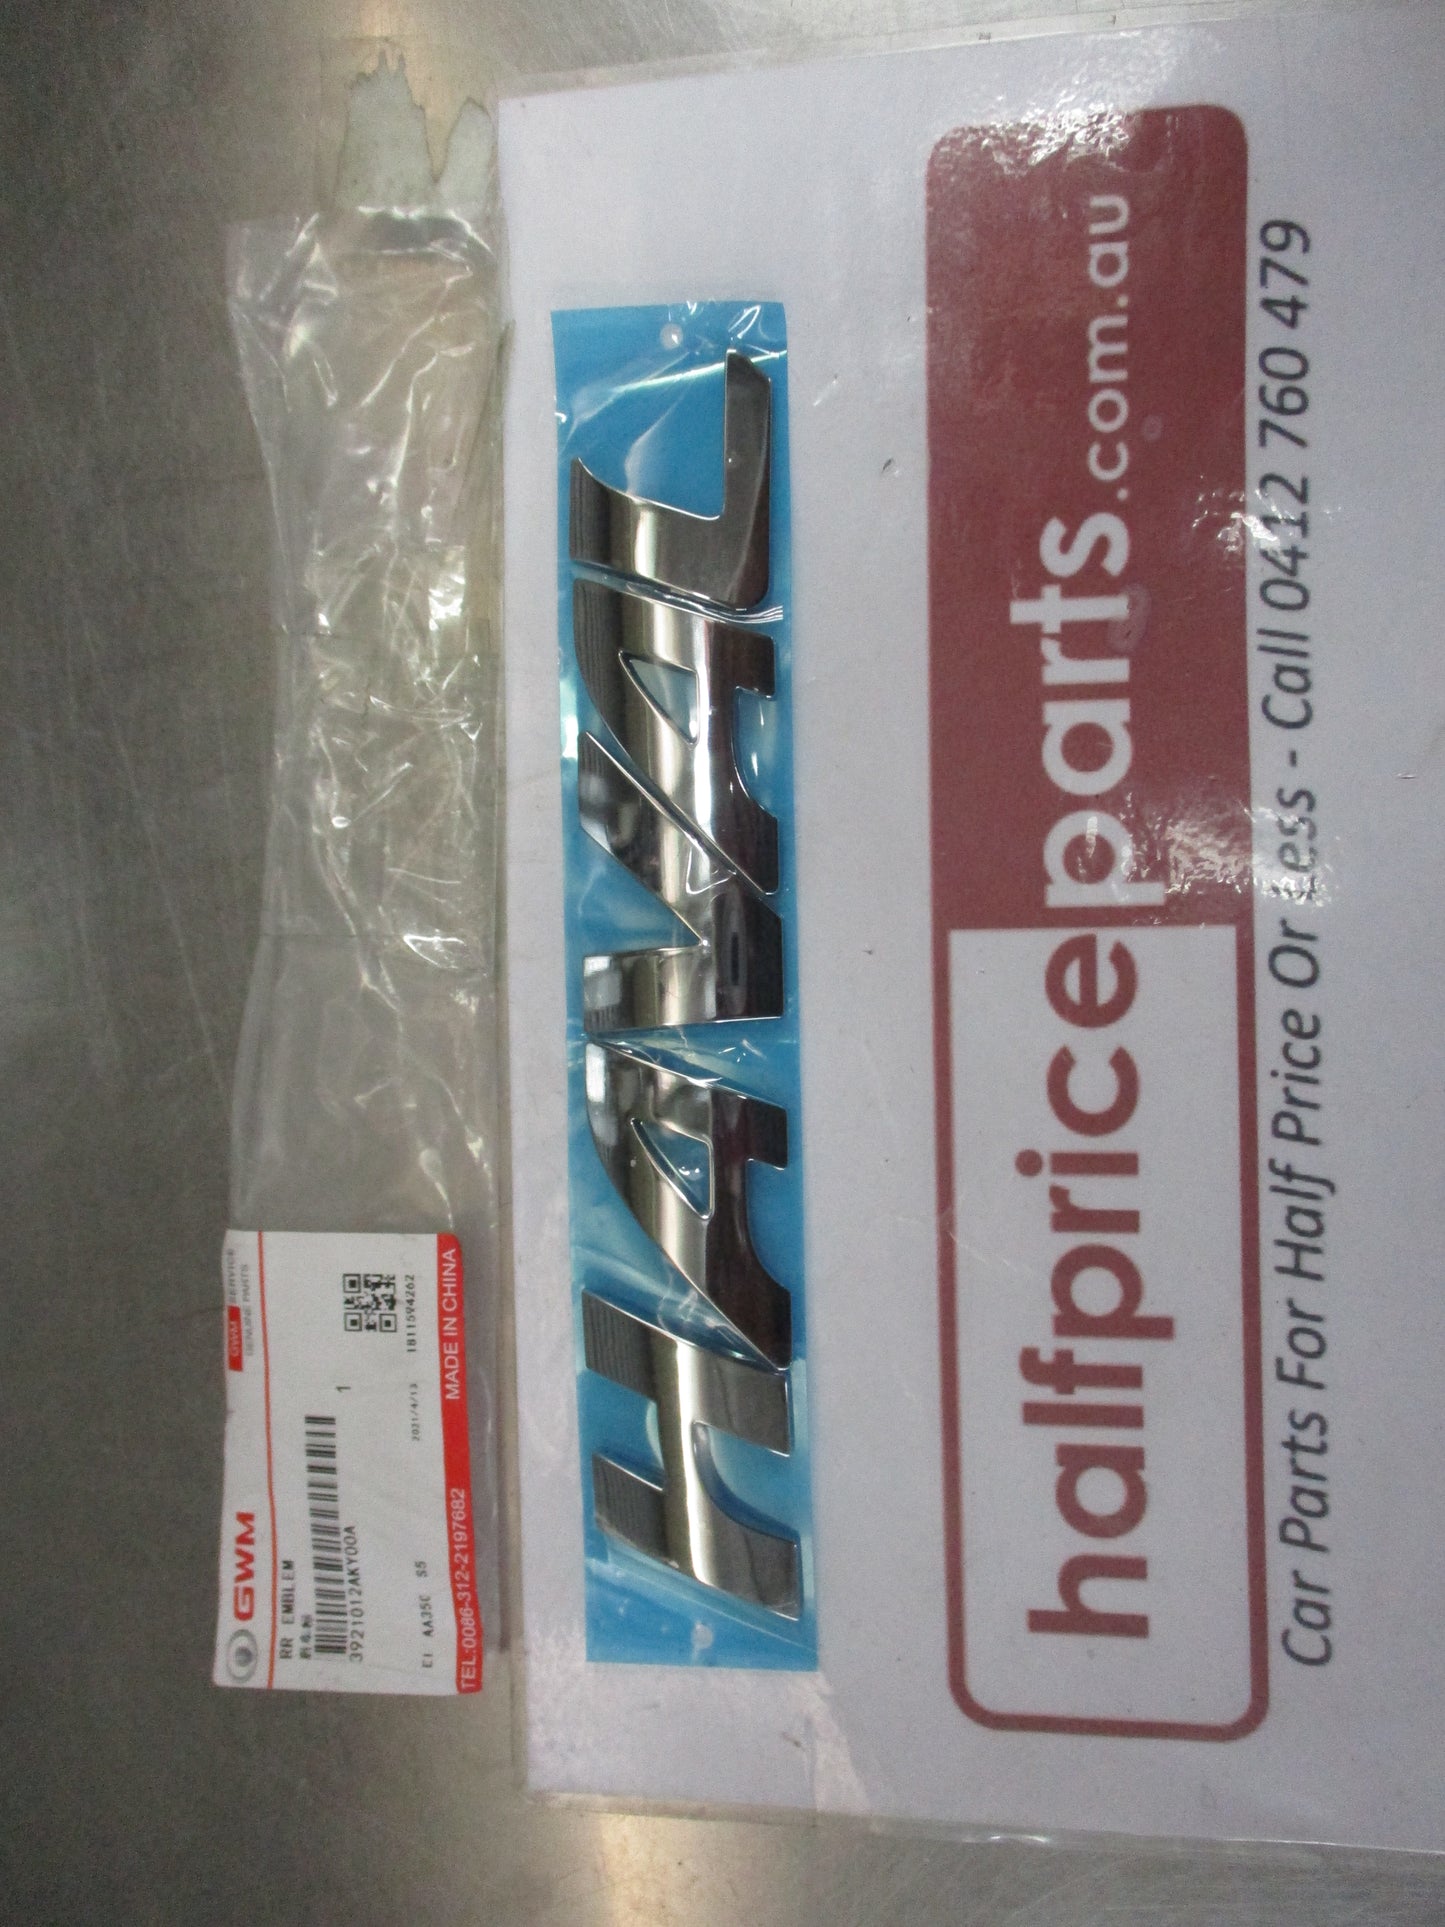 GWM
GWM SERVICE
GENUINE PARTS
RR EMBLEM
1
3921012AKY00A
2021/4/13
1811594262
TEL:0086-312-2197682
MADE IN CHINA
HAVAL
halfpriceparts.com.au
Car Parts For Half Price Or Less - Call 0412 760 479